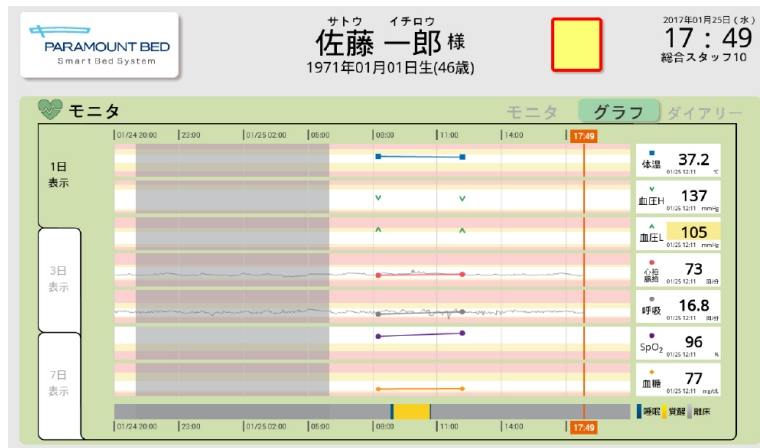 PARAMOUNT BED
Smart Bed System
サトウ イチロウ
佐藤 一郎 様
1971年01月01日生(46歳)
2017年01月25日(水)
17:49
総合スタッフ10
モニタ
モニタ グラフ ダイアリー
01/24 20:00 23:00 01/25 02:00 05:00 08:00 11:00 14:00 17:49
1日
表示
3日
表示
7日
表示
体温 37.2
01/25 12:11 ℃
血圧H 137
01/25 12:11 mmHg
血圧L 105
01/25 12:11 mmHg
心拍
脈拍
73
01/25 12:11 回/分
呼吸 16.8
01/25 12:11 回/分
SpO2 96
01/25 12:11 %
血糖 77
01/25 12:11 mg/dL
睡眠 覚醒 離床
01/24 20:00 23:00 01/25 02:00 05:00 08:00 11:00 14:00 17:49